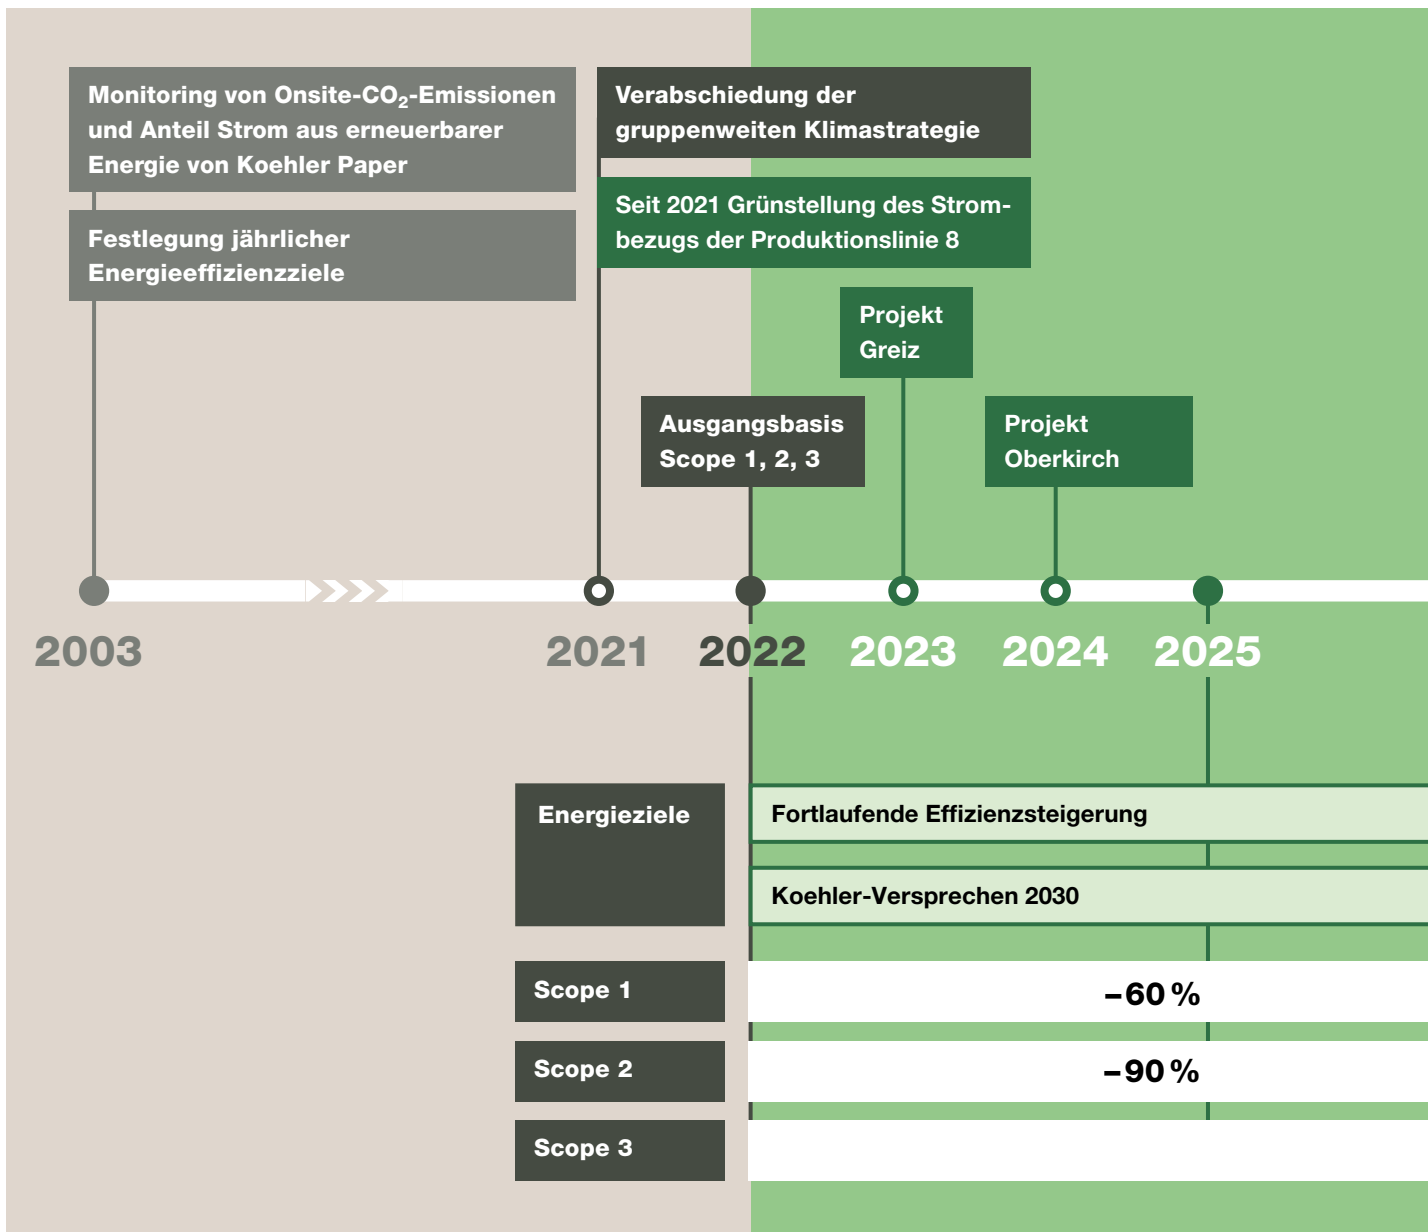 Monitoring von Onsite-CO₂-Emissionen
und Anteil Strom aus erneuerbarer
Energie von Koehler Paper
Festlegung jährlicher
Energieeffizienzziele
Verabschiedung der
gruppenweiten Klimastrategie
Seit 2021 Grünstellung des Strom-
bezugs der Produktionslinie 8
Projekt
Greiz
Ausgangsbasis
Scope 1, 2, 3
Projekt
Oberkirch
2003
2021
2022
2023
2024
2025
Energieziele
Fortlaufende Effizienzsteigerung
Koehler-Versprechen 2030
Scope 1
–60 %
Scope 2
–90 %
Scope 3